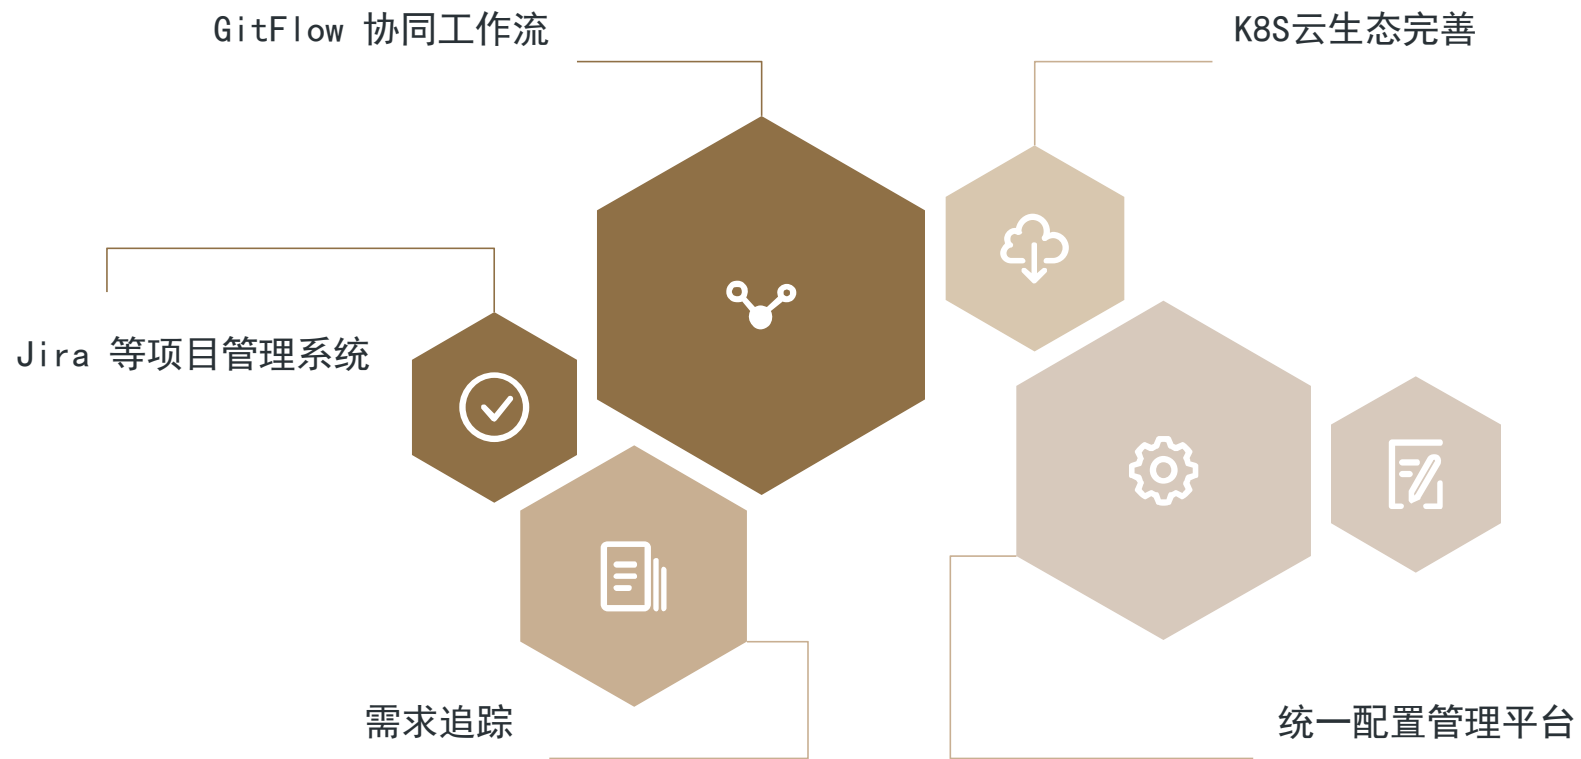 GitFlow 协同工作流
K8S云生态完善
Jira 等项目管理系统
需求追踪
统一配置管理平台